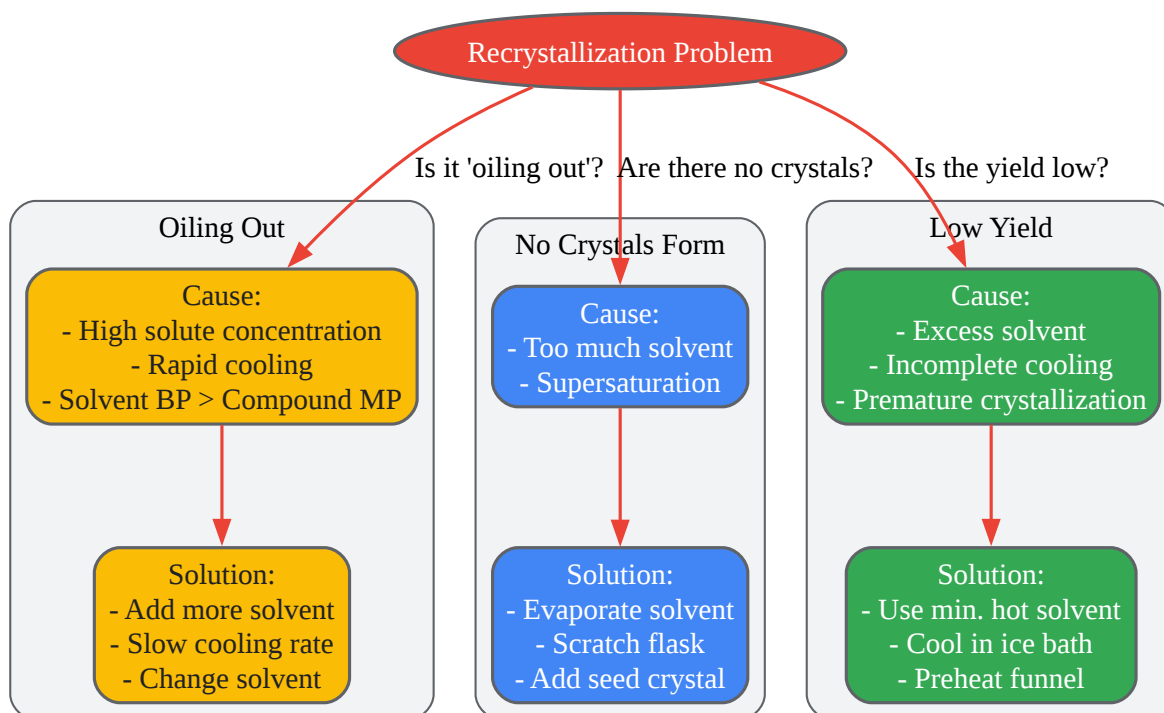 Recrystallization Problem
Is it 'oiling out'?
Are there no crystals?
Is the yield low?
Oiling Out
Cause:
- High solute concentration
- Rapid cooling
- Solvent BP > Compound MP
Solution:
- Add more solvent
- Slow cooling rate
- Change solvent
No Crystals Form
Cause:
- Too much solvent
- Supersaturation
Solution:
- Evaporate solvent
- Scratch flask
- Add seed crystal
Low Yield
Cause:
- Excess solvent
- Incomplete cooling
- Premature crystallization
Solution:
- Use min. hot solvent
- Cool in ice bath
- Preheat funnel